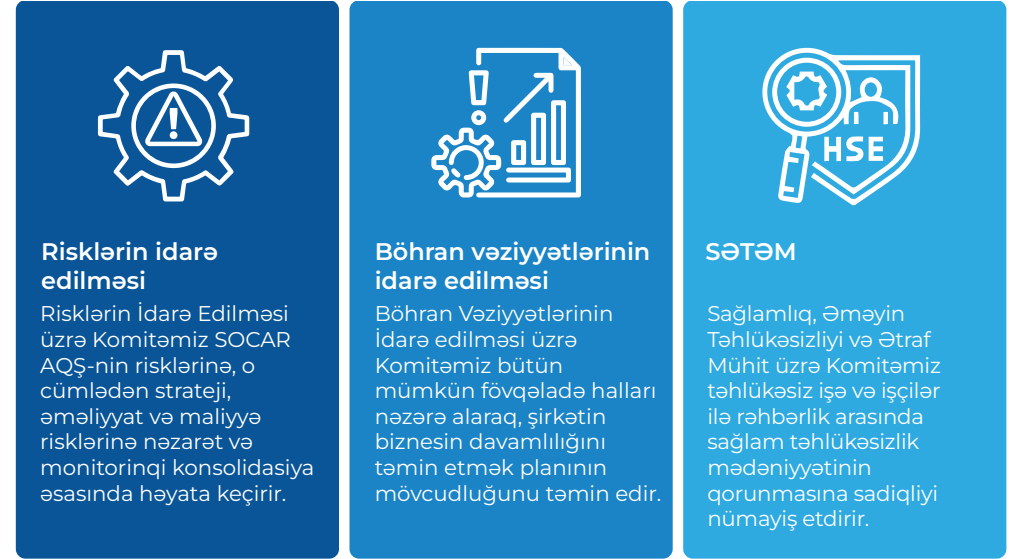 Risklərin idarə
edilməsi
Risklərin İdarə Edilməsi
üzrə Komitəmiz SOCAR
AQŞ-nin risklərinə, o
cümlədən strateji,
əməliyyat və maliyyə
risklərinə nəzarət və
monitorinqi konsolidasiya
əsasında həyata keçirir.
Böhran vəziyyətlərinin
idarə edilməsi
Böhran Vəziyyətlərinin
İdarə edilməsi üzrə
Komitəmiz bütün
mümkün fövqəladə halları
nəzərə alaraq, şirkətin
biznesin davamlılığını
təmin etmək planının
mövcudluğunu təmin edir.
HSE
SƏTƏM
Sağlamlıq, Əməyin
Təhlükəsizliyi və Ətraf
Mühit üzrə Komitəmiz
təhlükəsiz işə və işçilər
ilə rəhbərlik arasında
sağlam təhlükəsizlik
mədəniyyətinin
qorunmasına sadiqliyi
nümayiş etdirir.